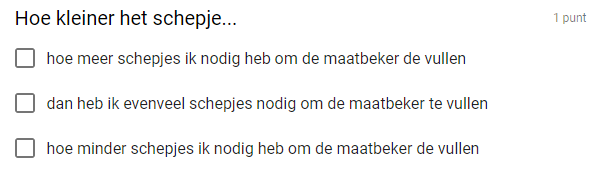 Hoe kleiner het schepje...
1 punt
hoe meer schepjes ik nodig heb om de maatbeker de vullen
dan heb ik evenveel schepjes nodig om de maatbeker te vullen
hoe minder schepjes ik nodig heb om de maatbeker de vullen